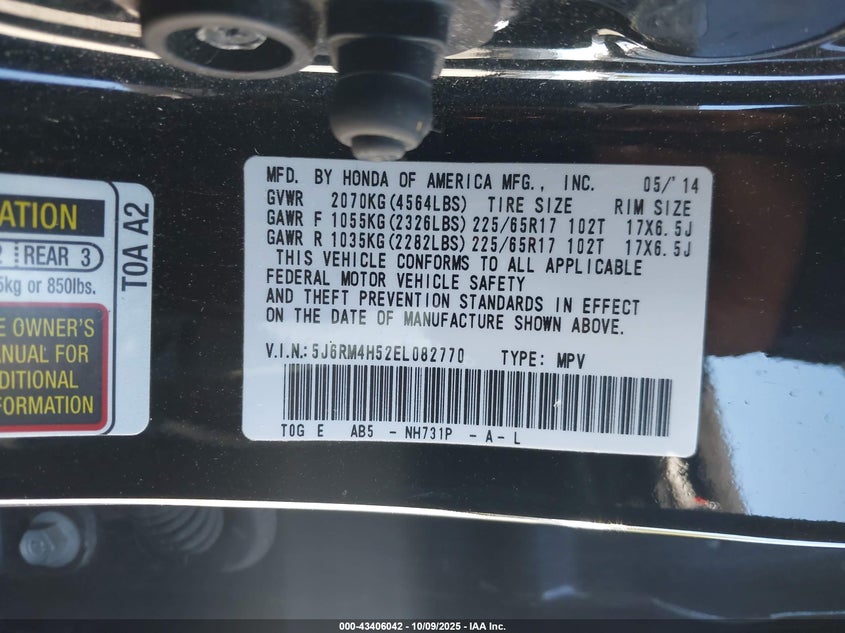 ATION
REAR 3
5kg or 850lbs.
E OWNER'S
ANUAL FOR
DITIONAL
FORMATION
T0A A2
MFD. BY HONDA OF AMERICA MFG., INC. 05/'14
GVWR 2070KG(4564LBS) TIRE SIZE RIM SIZE
GAWR F 1055KG(2326LBS) 225/65R17 102T 17X6.5J
GAWR R 1035KG(2282LBS) 225/65R17 102T 17X6.5J
THIS VEHICLE CONFORMS TO ALL APPLICABLE
FEDERAL MOTOR VEHICLE SAFETY
AND THEFT PREVENTION STANDARDS IN EFFECT
ON THE DATE OF MANUFACTURE SHOWN ABOVE.
V.I.N.:5J6RM4H52EL082770 TYPE: MPV
T0G E AB5 - NH731P - A - L
000-43406042 - 10/09/2025 - IAA Inc.